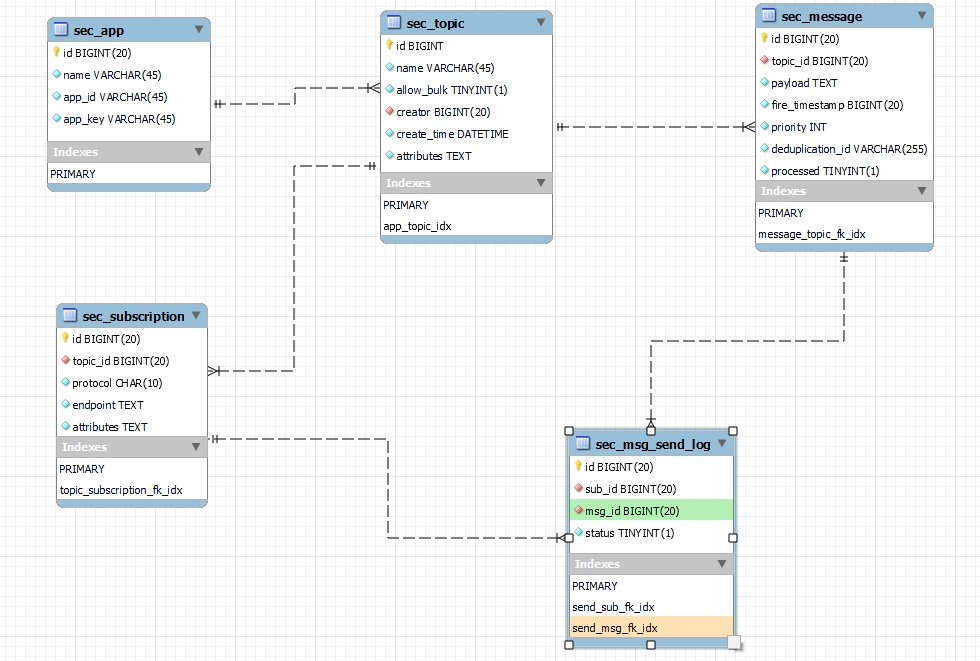 sec_app
id BIGINT(20)
name VARCHAR(45)
app_id VARCHAR(45)
app_key VARCHAR(45)
Indexes
PRIMARY
sec_topic
id BIGINT
name VARCHAR(45)
allow_bulk TINYINT(1)
creator BIGINT(20)
create_time DATETIME
attributes TEXT
Indexes
PRIMARY
app_topic_idx
sec_message
id BIGINT(20)
topic_id BIGINT(20)
payload TEXT
fire_timestamp BIGINT(20)
priority INT
deduplication_id VARCHAR(255)
processed TINYINT(1)
Indexes
PRIMARY
message_topic_fk_idx
sec_subscription
id BIGINT(20)
topic_id BIGINT(20)
protocol CHAR(10)
endpoint TEXT
attributes TEXT
Indexes
PRIMARY
topic_subscription_fk_idx
sec_msg_send_log
id BIGINT(20)
sub_id BIGINT(20)
msg_id BIGINT(20)
status TINYINT(1)
Indexes
PRIMARY
send_sub_fk_idx
send_msg_fk_idx